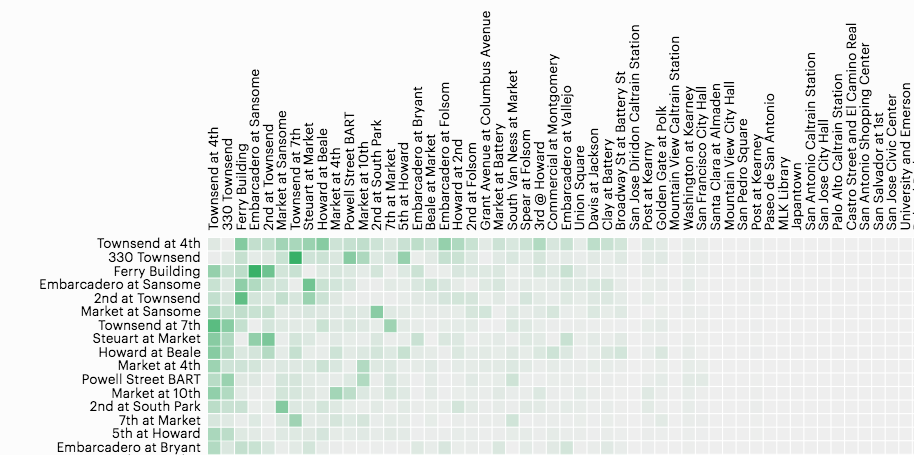 Townsend at 4th
330 Townsend
Ferry Building
Embarcadero at Sansome
2nd at Townsend
Market at Sansome
Townsend at 7th
Steuart at Market
Howard at Beale
Market at 4th
Powell Street BART
Market at 10th
2nd at South Park
7th at Market
5th at Howard
Embarcadero at Bryant
Beale at Market
Embarcadero at Folsom
Howard at 2nd
2nd at Folsom
Grant Avenue at Columbus Avenue
Market at Battery
South Van Ness at Market
Spear at Folsom
3rd @ Howard
Commercial at Montgomery
Embarcadero at Vallejo
Union Square
Davis at Jackson
Clay at Battery
Broadway St at Battery St
San Jose Diridon Caltrain Station
Post at Kearny
Golden Gate at Polk
Mountain View Caltrain Station
Washington at Kearney
San Francisco City Hall
Santa Clara at Almaden
Mountain View City Hall
San Pedro Square
Post at Kearney
Paseo de San Antonio
MLK Library
Japantown
San Antonio Caltrain Station
San Jose City Hall
Palo Alto Caltrain Station
Castro Street and El Camino Real
San Antonio Shopping Center
San Salvador at 1st
San Jose Civic Center
University and Emerson
Townsend at 4th
330 Townsend
Ferry Building
Embarcadero at Sansome
2nd at Townsend
Market at Sansome
Townsend at 7th
Steuart at Market
Howard at Beale
Market at 4th
Powell Street BART
Market at 10th
2nd at South Park
7th at Market
5th at Howard
Embarcadero at Bryant